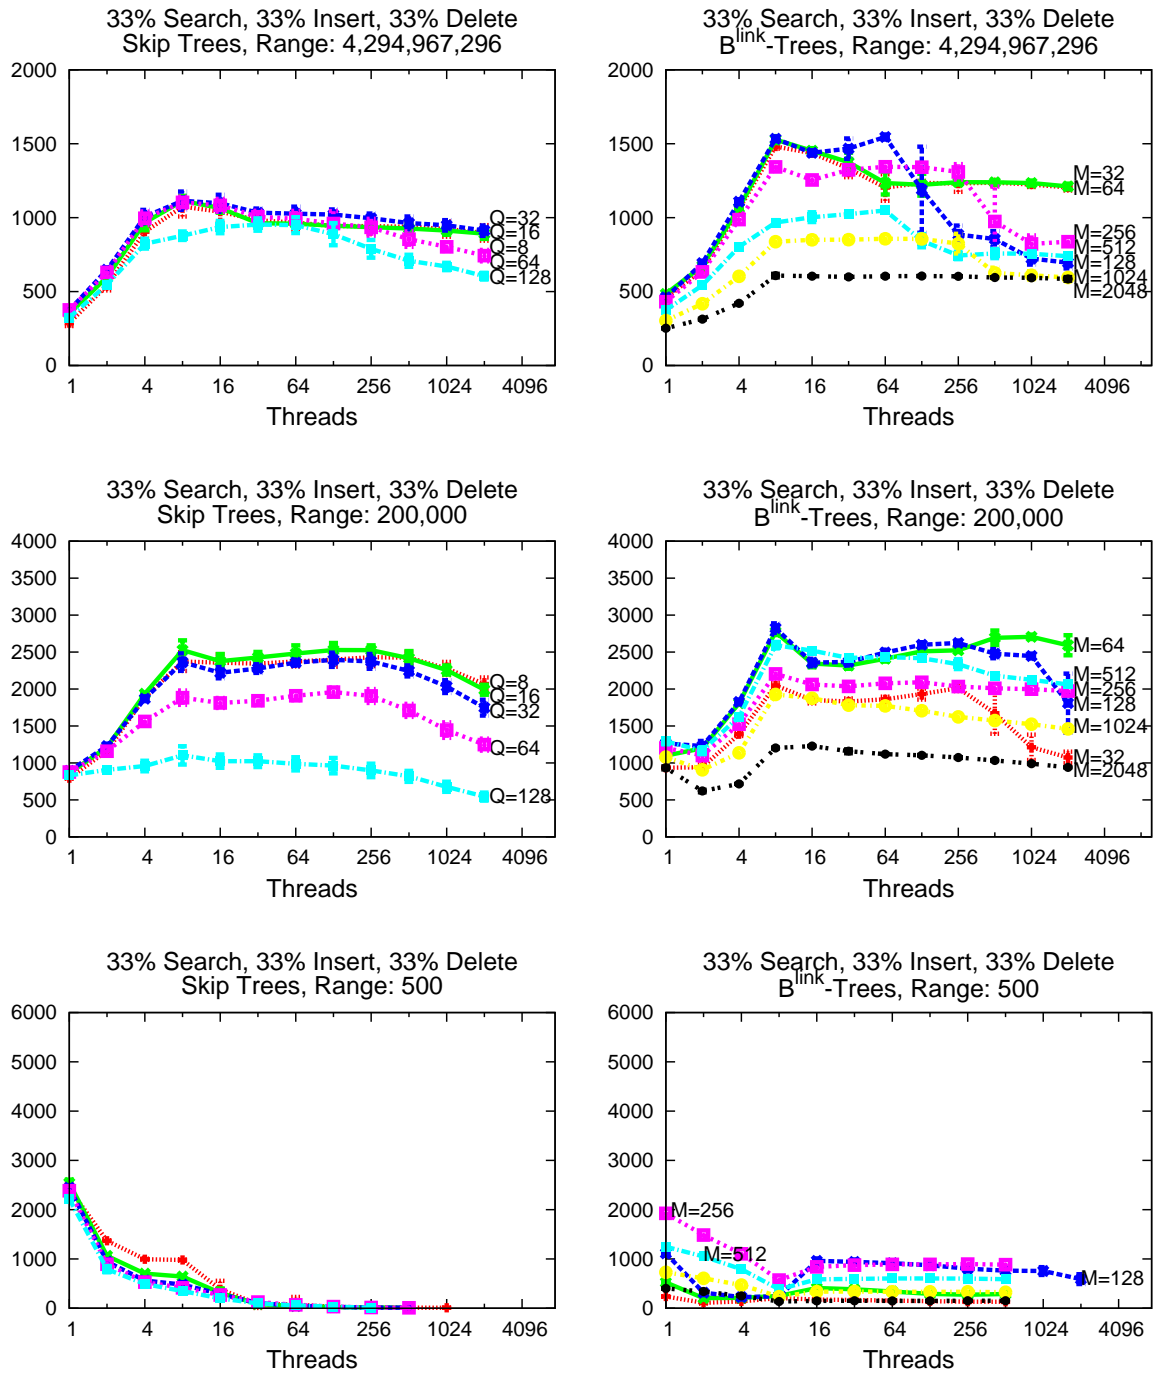 33% Search, 33% Insert, 33% Delete
Skip Trees, Range: 4,294,967,296
2000
1500
1000
500
0
1 4 16 64 256 1024 4096
Threads
Q=32
Q=16
Q=8
Q=64
Q=128
33% Search, 33% Insert, 33% Delete
B^link-Trees, Range: 4,294,967,296
2000
1500
1000
500
0
1 4 16 64 256 1024 4096
Threads
M=32
M=64
M=256
M=512
M=128
M=1024
M=2048
33% Search, 33% Insert, 33% Delete
Skip Trees, Range: 200,000
4000
3500
3000
2500
2000
1500
1000
500
0
1 4 16 64 256 1024 4096
Threads
Q=8
Q=16
Q=32
Q=64
Q=128
33% Search, 33% Insert, 33% Delete
B^link-Trees, Range: 200,000
4000
3500
3000
2500
2000
1500
1000
500
0
1 4 16 64 256 1024 4096
Threads
M=64
M=512
M=256
M=128
M=1024
M=32
M=2048
33% Search, 33% Insert, 33% Delete
Skip Trees, Range: 500
6000
5000
4000
3000
2000
1000
0
1 4 16 64 256 1024 4096
Threads
33% Search, 33% Insert, 33% Delete
B^link-Trees, Range: 500
6000
5000
4000
3000
2000
1000
0
1 4 16 64 256 1024 4096
Threads
M=256
M=512
M=128